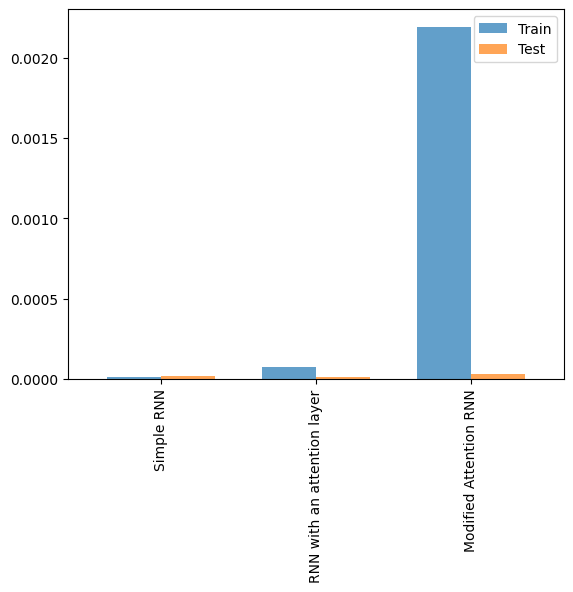 Train
Test
0.0020
0.0015
0.0010
0.0005
0.0000
Simple RNN
RNN with an attention layer
Modified Attention RNN